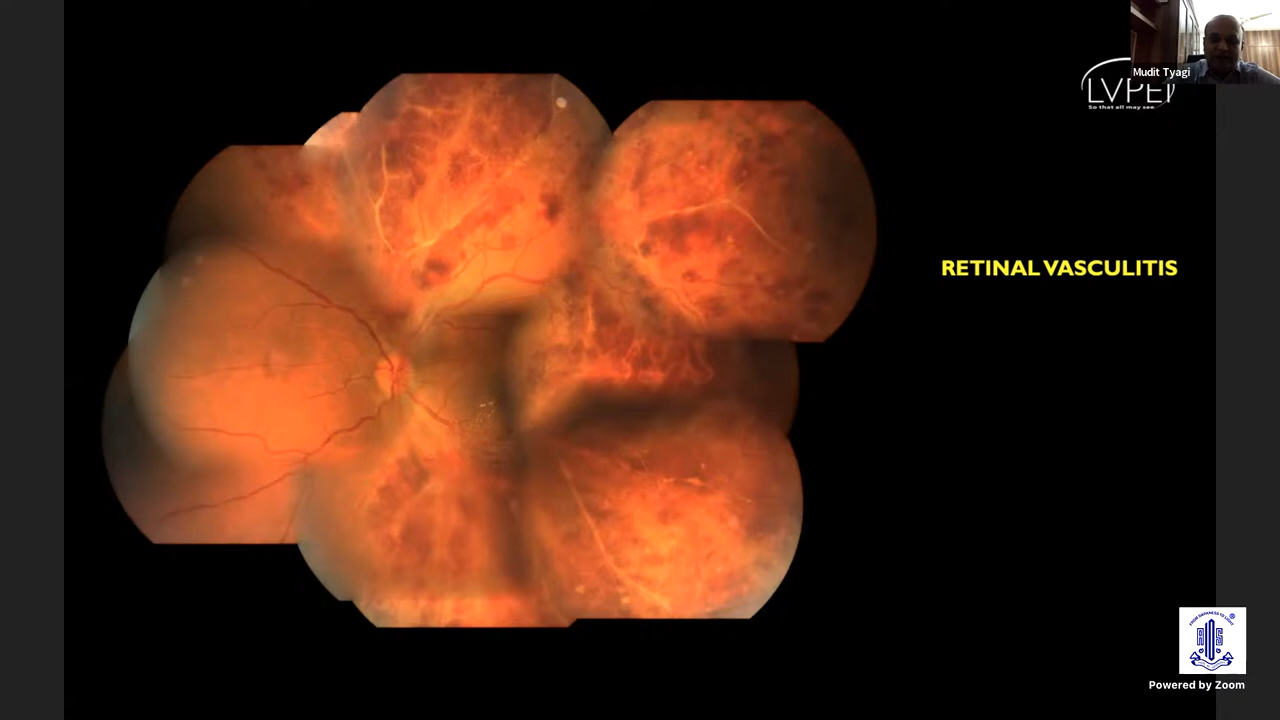 Mudit Tyagi
LVPEI
So that all may see
RETINAL VASCULITIS
Powered by Zoom